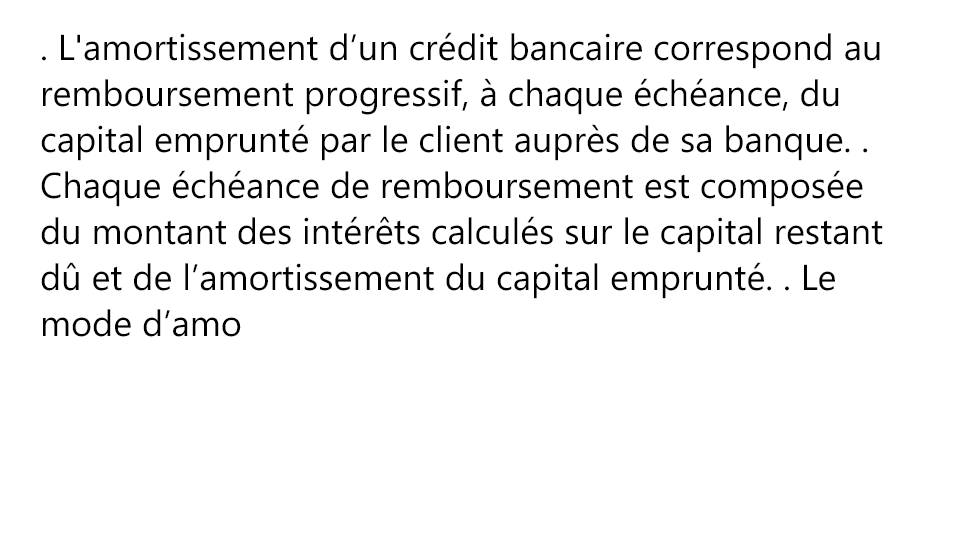 . L'amortissement d’un crédit bancaire correspond au
remboursement progressif, à chaque échéance, du
capital emprunté par le client auprès de sa banque. .
Chaque échéance de remboursement est composée
du montant des intérêts calculés sur le capital restant
dû et de l’amortissement du capital emprunté. . Le
mode d’amo